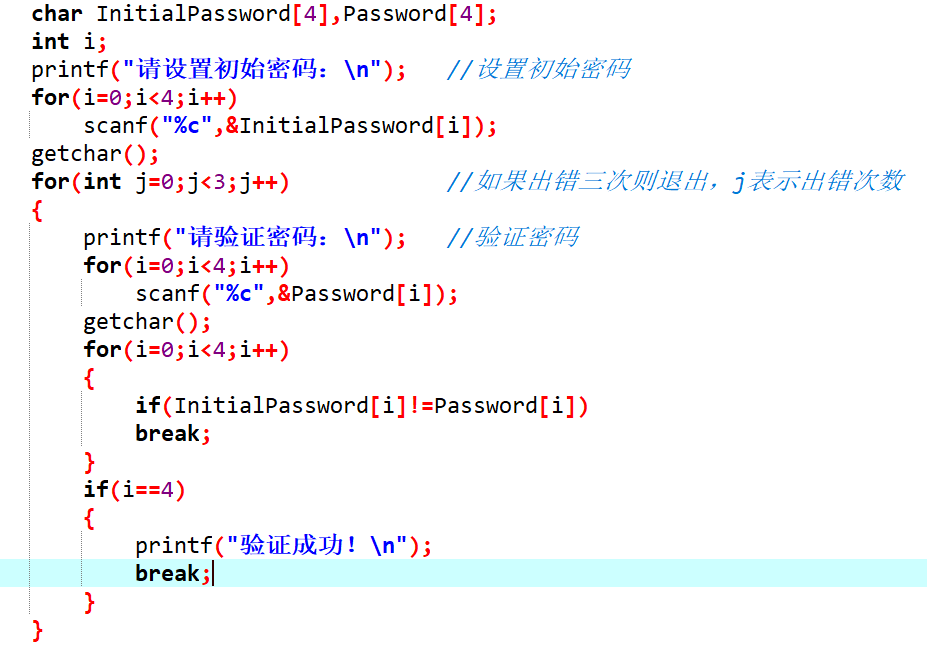 char InitialPassword[4],Password[4];
int i;
printf("请设置初始密码：\n");   //设置初始密码
for(i=0;i<4;i++)
    scanf("%c",&InitialPassword[i]);
getchar();
for(int j=0;j<3;j++)            //如果出错三次则退出，j表示出错次数
{
    printf("请验证密码：\n");   //验证密码
    for(i=0;i<4;i++)
        scanf("%c",&Password[i]);
    getchar();
    for(i=0;i<4;i++)
    {
        if(InitialPassword[i]!=Password[i])
        break;
    }
    if(i==4)
    {
        printf("验证成功！\n");
        break;
    }
}